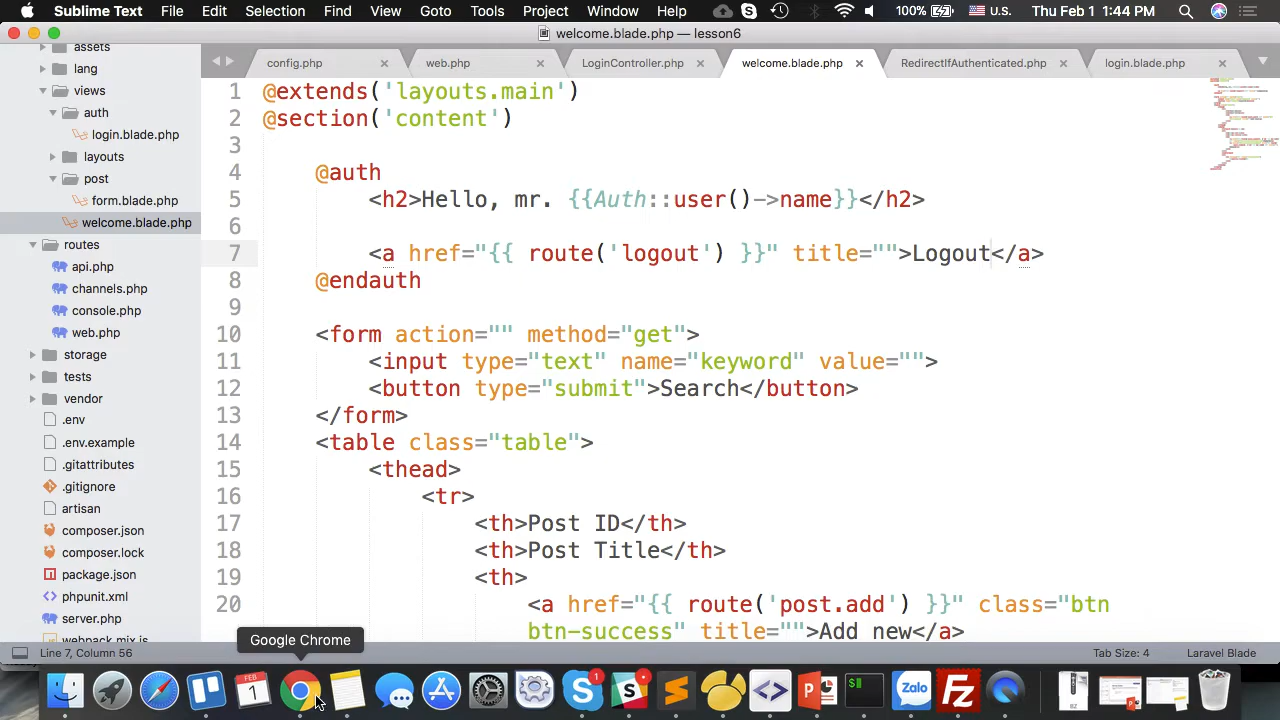 Sublime Text File Edit Selection Find View Goto Tools Project Window Help 100% U.S. Thu Feb 1 1:44 PM
welcome.blade.php — lesson6
config.php web.php LoginController.php welcome.blade.php RedirectIfAuthenticated.php login.blade.php
assets
lang
views
auth
login.blade.php
layouts
post
form.blade.php
welcome.blade.php
routes
api.php
channels.php
console.php
web.php
storage
tests
vendor
.env
.env.example
.gitattributes
.gitignore
artisan
composer.json
composer.lock
package.json
phpunit.xml
server.php
webpack.mix.js
1 @extends('layouts.main')
2 @section('content')
3
4 @auth
5 <h2>Hello, mr. {{Auth::user()->name}}</h2>
6
7 <a href="{{ route('logout') }}" title="">Logout</a>
8 @endauth
9
10 <form action="" method="get">
11 <input type="text" name="keyword" value="">
12 <button type="submit">Search</button>
13 </form>
14 <table class="table">
15 <thead>
16 <tr>
17 <th>Post ID</th>
18 <th>Post Title</th>
19 <th>
20 <a href="{{ route('post.add') }}" class="btn
btn-success" title="">Add new</a>
Google Chrome
Line 7, Column 56 Tab Size: 4 Laravel Blade
FEB
1
1
1
$
Zalo